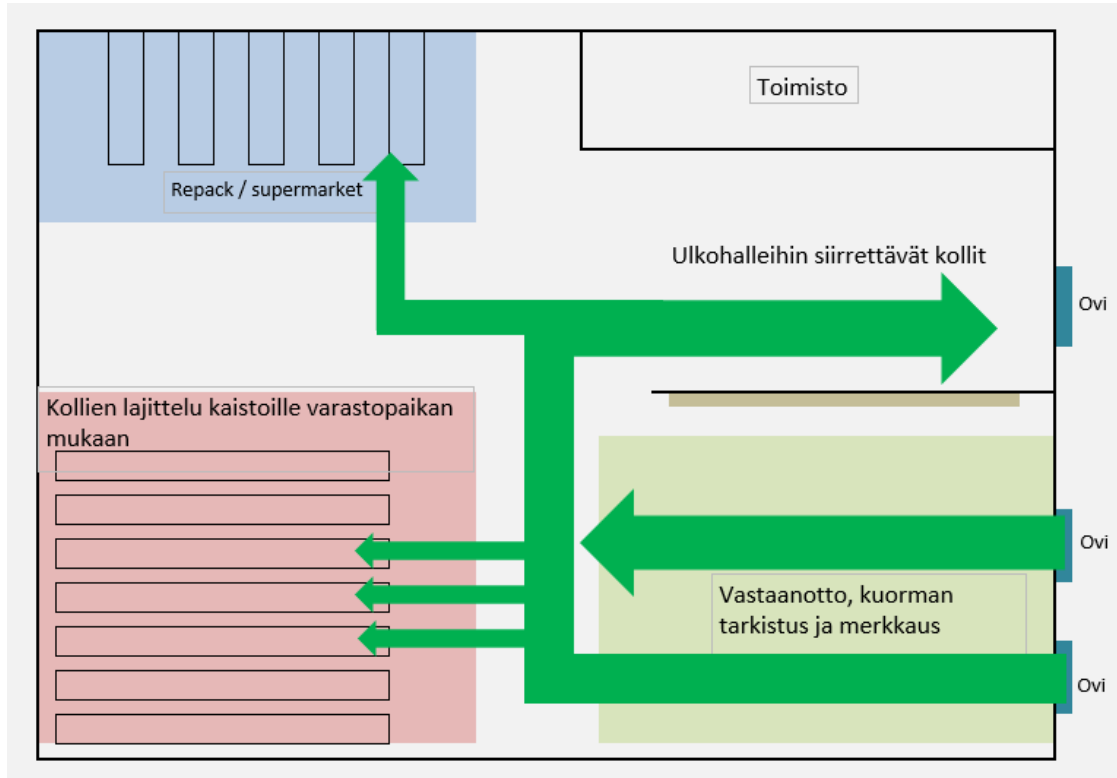 Toimisto
Repack / supermarket
Ulkohalleihin siirrettävät kollit
Ovi
Kollien lajittelu kaistoille varastopaikan
mukaan
Ovi
Vastaanotto, kuorman
tarkistus ja merkkaus
Ovi